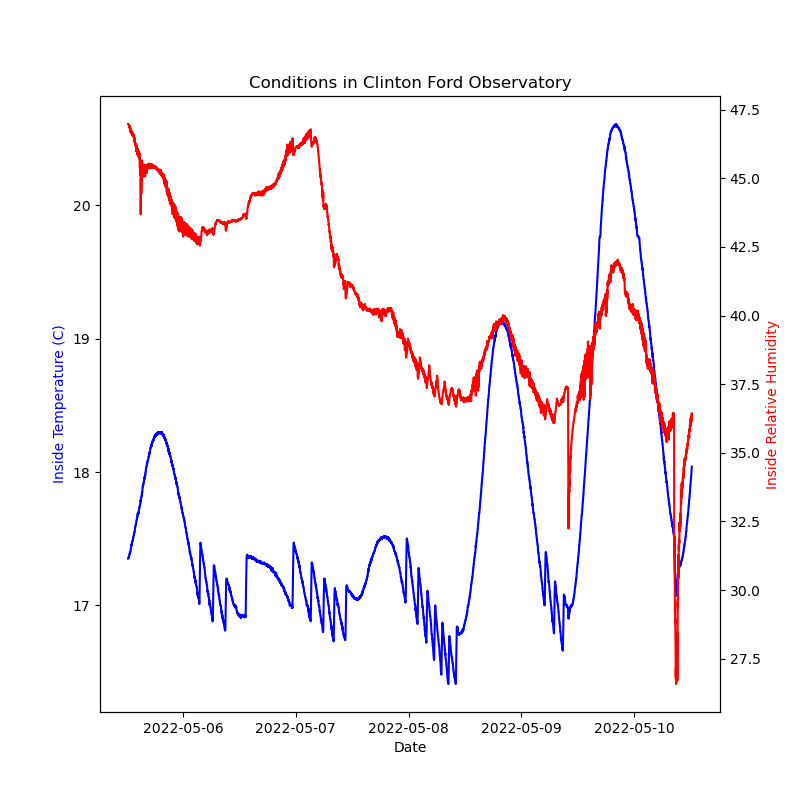 Conditions in Clinton Ford Observatory
Inside Temperature (C)
20
19
18
17
47.5
45.0
42.5
40.0
37.5
35.0
32.5
30.0
27.5
Inside Relative Humidity
2022-05-06 2022-05-07 2022-05-08 2022-05-09 2022-05-10
Date